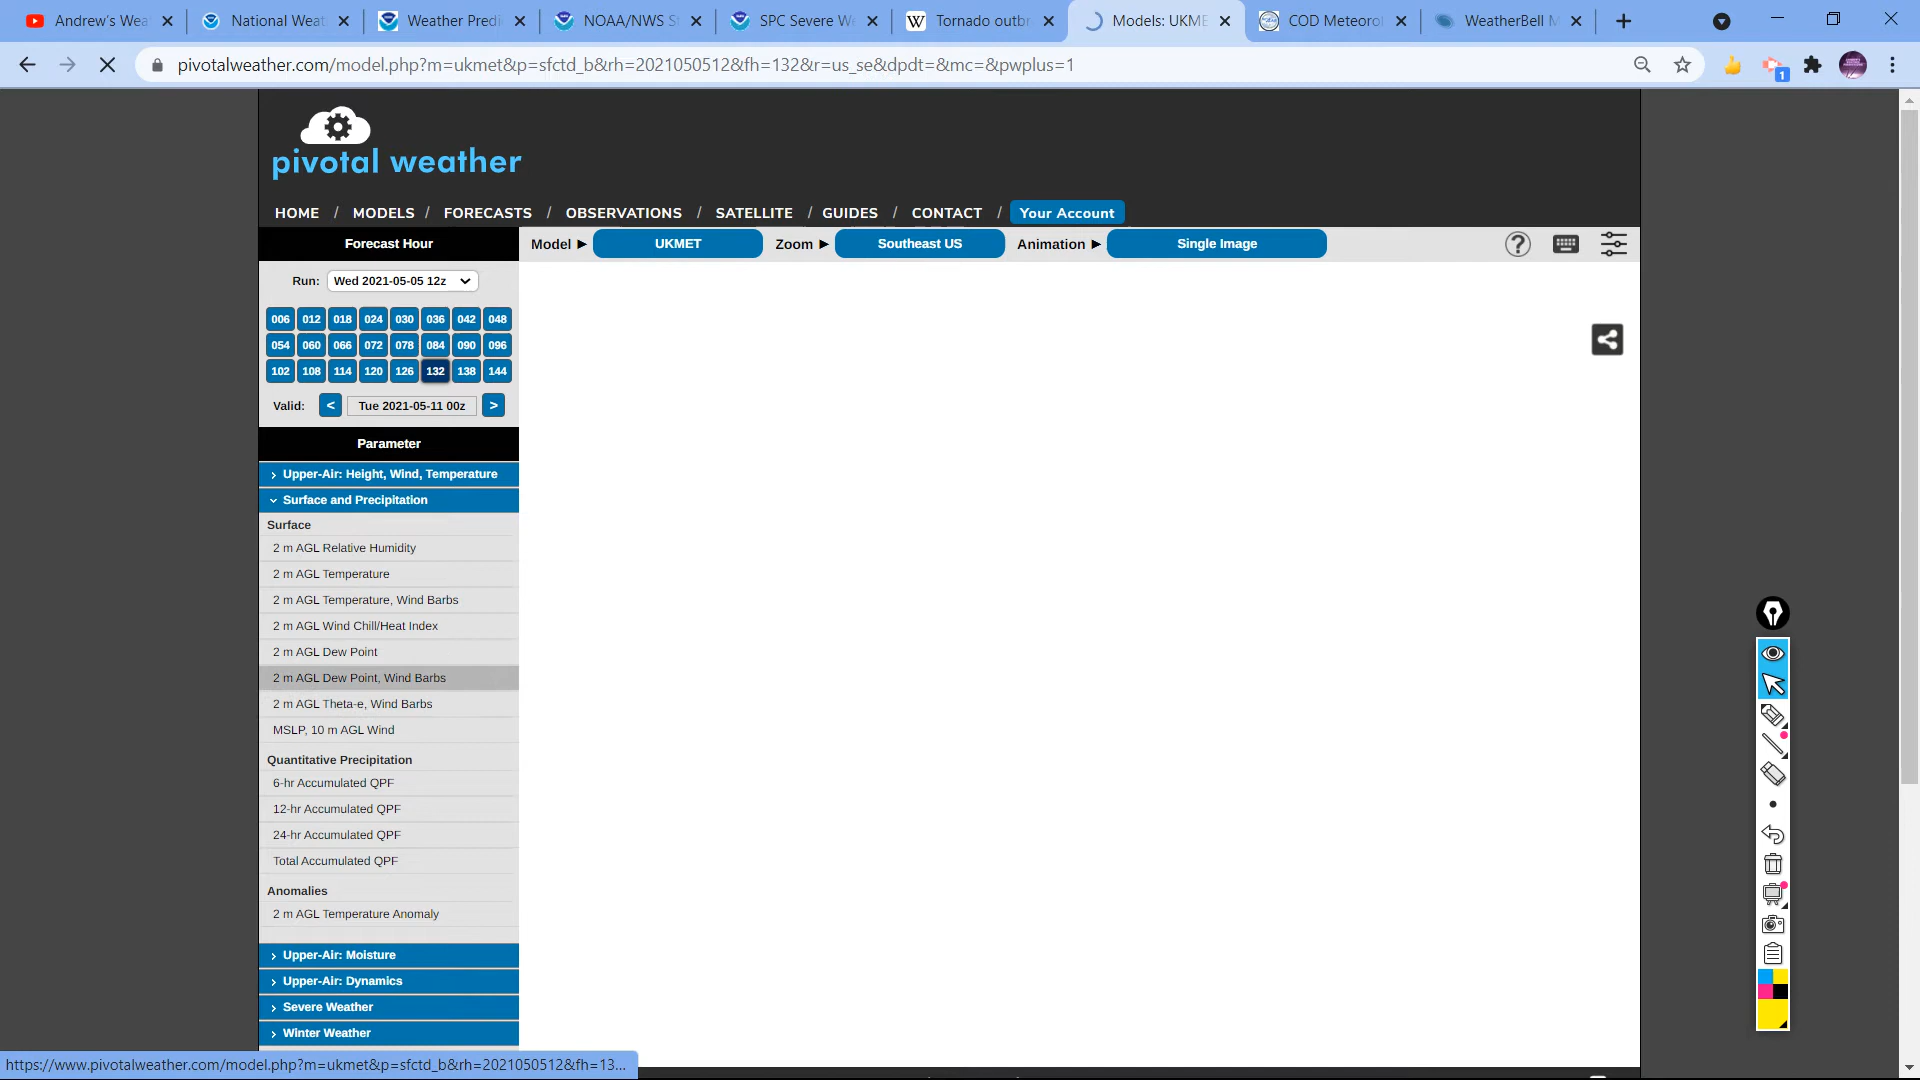 Andrew's Wea
National Weat
Weather Predi
NOAA/NWS S
SPC Severe We
Tornado outbr
Models: UKME
COD Meteorol
WeatherBell M
pivotalweather.com/model.php?m=ukmet&p=sfctd_b&rh=2021050512&fh=132&r=us_se&dpdt=&mc=&pwplus=1
1
pivotal weather
HOME / MODELS / FORECASTS / OBSERVATIONS / SATELLITE / GUIDES / CONTACT / Your Account
Forecast Hour
Model ▶ UKMET Zoom ▶ Southeast US Animation ▶ Single Image
Run: Wed 2021-05-05 12z
006 012 018 024 030 036 042 048
054 060 066 072 078 084 090 096
102 108 114 120 126 132 138 144
Valid: < Tue 2021-05-11 00z >
Parameter
Upper-Air: Height, Wind, Temperature
Surface and Precipitation
Surface
2 m AGL Relative Humidity
2 m AGL Temperature
2 m AGL Temperature, Wind Barbs
2 m AGL Wind Chill/Heat Index
2 m AGL Dew Point
2 m AGL Dew Point, Wind Barbs
2 m AGL Theta-e, Wind Barbs
MSLP, 10 m AGL Wind
Quantitative Precipitation
6-hr Accumulated QPF
12-hr Accumulated QPF
24-hr Accumulated QPF
Total Accumulated QPF
Anomalies
2 m AGL Temperature Anomaly
Upper-Air: Moisture
Upper-Air: Dynamics
Severe Weather
Winter Weather
https://www.pivotalweather.com/model.php?m=ukmet&p=sfctd_b&rh=2021050512&fh=13...